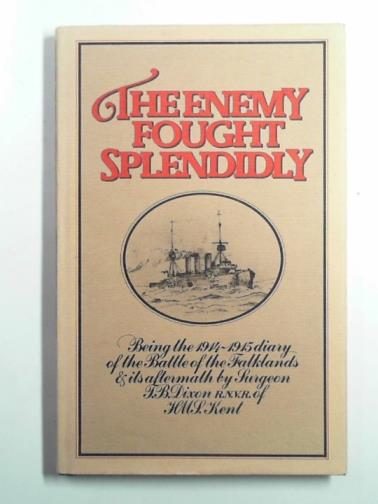 THE ENEMY
FOUGHT
SPLENDIDLY
Being the 1914~1915 diary
of the Battle of the Falklands
& its aftermath by Surgeon
T.B. Dixon R.N.V.R. of
H.M.S. Kent